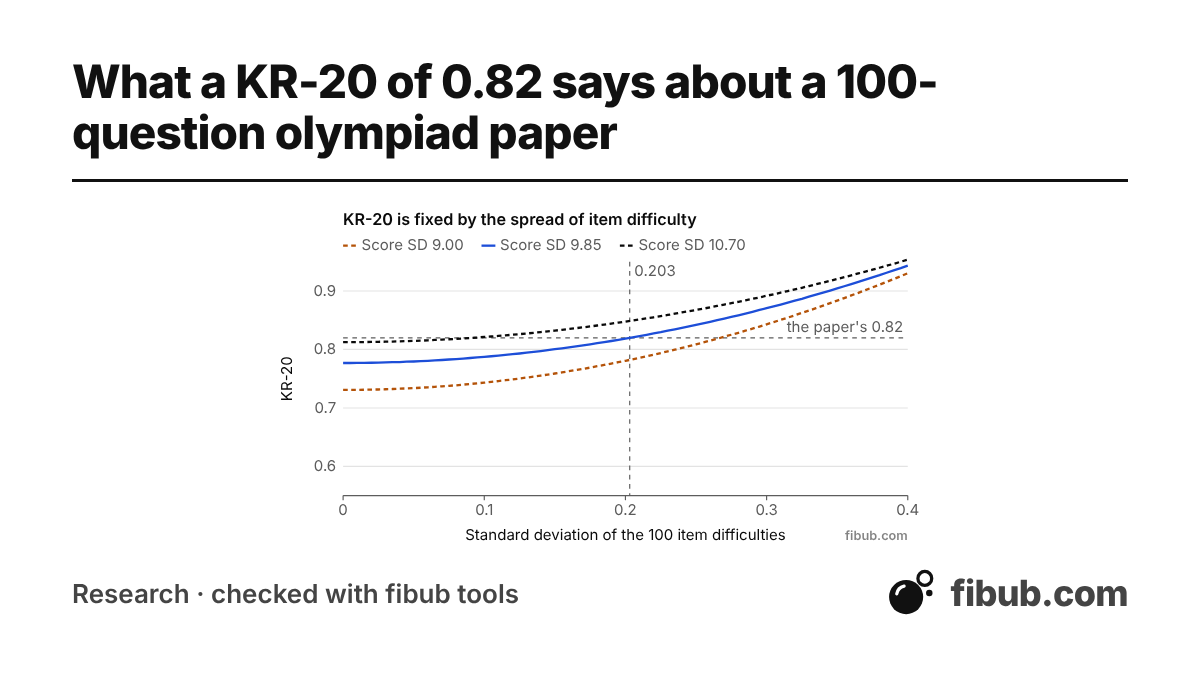 What a KR-20 of 0.82 says about a 100-
question olympiad paper
KR-20 is fixed by the spread of item difficulty
Score SD 9.00 Score SD 9.85 Score SD 10.70
0.203
0.9
the paper's 0.82
0.8
KR-20
0.7
0.6
0 0.1 0.2 0.3 0.4
Standard deviation of the 100 item difficulties fibub.com
Research · checked with fibub tools fibub.com